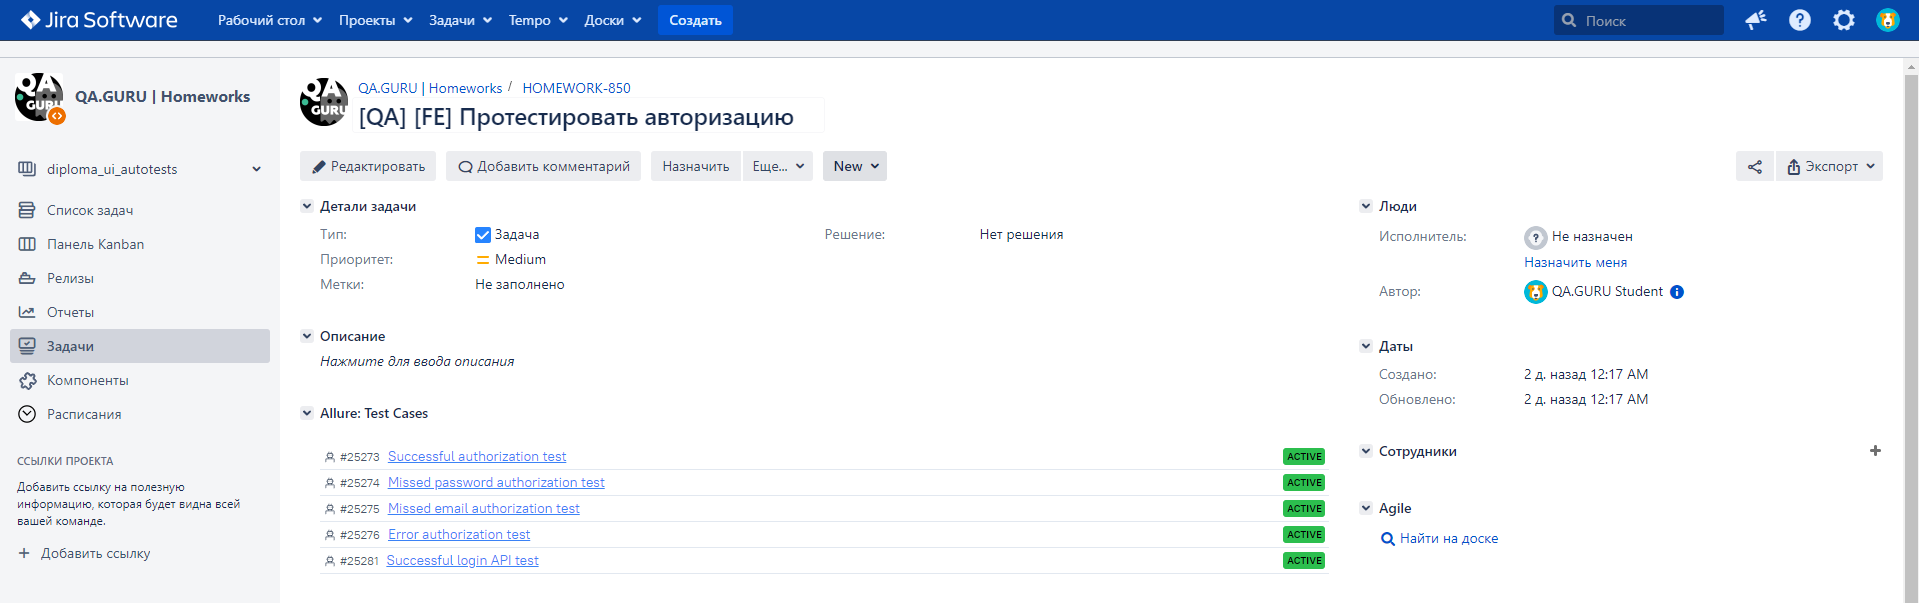 Jira Software Рабочий стол Проекты Задачи Tempo Доски Создать Поиск
QA GURU
QA.GURU | Homeworks
diploma_ui_autotests
Список задач
Панель Kanban
Релизы
Отчеты
Задачи
Компоненты
Расписания
ССЫЛКИ ПРОЕКТА
Добавить ссылку на полезную
информацию, которая будет видна всей
вашей команде.
+ Добавить ссылку
QA GURU
QA.GURU | Homeworks / HOMEWORK-850
[QA] [FE] Протестировать авторизацию
Редактировать Добавить комментарий Назначить Еще... New Экспорт
Детали задачи
Тип: Задача Решение: Нет решения
Приоритет: Medium
Метки: Не заполнено
Описание
Нажмите для ввода описания
Allure: Test Cases
#25273 Successful authorization test ACTIVE
#25274 Missed password authorization test ACTIVE
#25275 Missed email authorization test ACTIVE
#25276 Error authorization test ACTIVE
#25281 Successful login API test ACTIVE
Люди
Исполнитель: Не назначен
Назначить меня
Автор: QA.GURU Student
Даты
Создано: 2 д. назад 12:17 AM
Обновлено: 2 д. назад 12:17 AM
Сотрудники +
Agile
Найти на доске